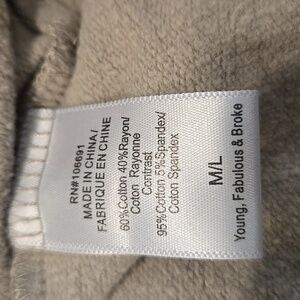 RN#106691
MADE IN CHINA/
FABRIQUE EN CHINE
60%Cotton 40%Rayon/
Coton Rayonne
Contrast
95%Cotton 5%Spandex/
Coton Spandex
M/L
Young, Fabulous & Broke